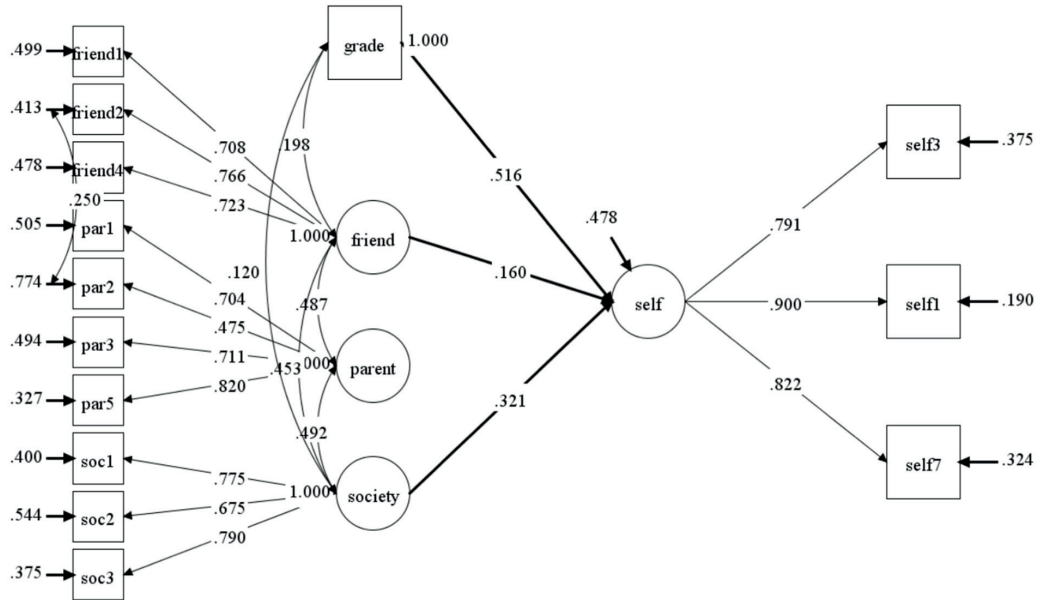 .499 friend1
.413 friend2
.478 friend4
.250
.505 par1
.774 par2
.494 par3
.327 par5
.400 soc1
.544 soc2
.375 soc3
.708
.766
.723
.704
.475
.711
.820
.775
.675
.790
grade 1.000
.198
.120
1.000 friend
.487
.453 .000 parent
.492
1.000 society
.516
.160
.321
.478
self
.791
.900
.822
self3 .375
self1 .190
self7 .324